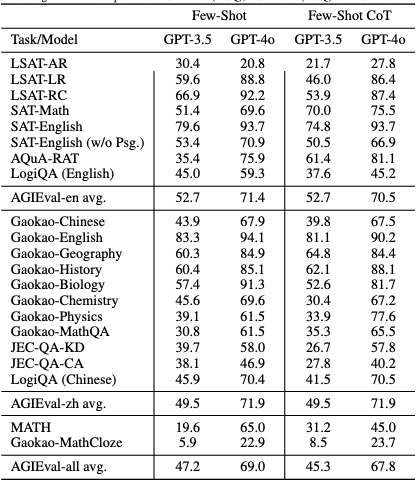 Few-Shot Few-Shot CoT
Task/Model GPT-3.5 GPT-4o GPT-3.5 GPT-4o
LSAT-AR 30.4 20.8 21.7 27.8
LSAT-LR 59.6 88.8 46.0 86.4
LSAT-RC 66.9 92.2 53.9 87.4
SAT-Math 51.4 69.6 70.0 75.5
SAT-English 79.6 93.7 74.8 93.7
SAT-English (w/o Psg.) 53.4 70.9 50.5 66.9
AQuA-RAT 35.4 75.9 61.4 81.1
LogiQA (English) 45.0 59.3 37.6 45.2
AGIEval-en avg. 52.7 71.4 52.7 70.5
Gaokao-Chinese 43.9 67.9 39.8 67.5
Gaokao-English 83.3 94.1 81.1 90.2
Gaokao-Geography 60.3 84.9 64.8 84.4
Gaokao-History 60.4 85.1 62.1 88.1
Gaokao-Biology 57.4 91.3 52.6 81.7
Gaokao-Chemistry 45.6 69.6 30.4 67.2
Gaokao-Physics 39.1 61.5 33.9 77.6
Gaokao-MathQA 30.8 61.5 35.3 65.5
JEC-QA-KD 39.7 58.0 26.7 57.8
JEC-QA-CA 38.1 46.9 27.8 40.2
LogiQA (Chinese) 45.9 70.4 41.5 70.5
AGIEval-zh avg. 49.5 71.9 49.5 71.9
MATH 19.6 65.0 31.2 45.0
Gaokao-MathCloze 5.9 22.9 8.5 23.7
AGIEval-all avg. 47.2 69.0 45.3 67.8